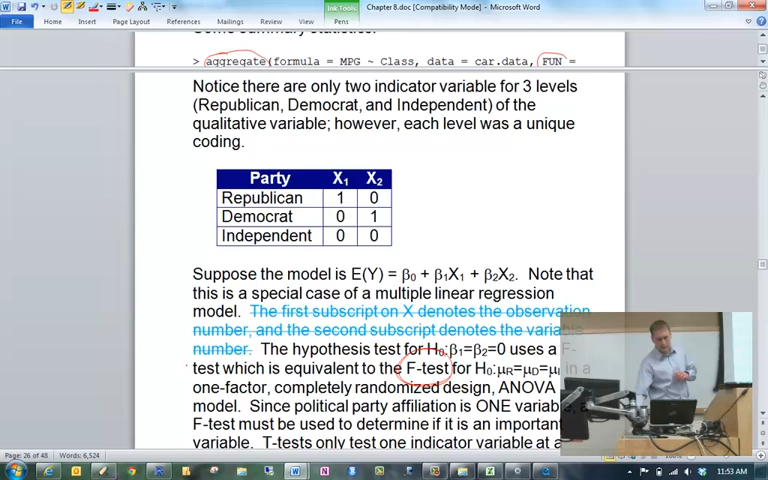 Chapter 8.doc [Compatibility Mode] - Microsoft Word
Ink Tools
File Home Insert Page Layout References Mailings Review View Pens
> aggregate(formula = MPG ~ Class, data = car.data, FUN =
Notice there are only two indicator variable for 3 levels
(Republican, Democrat, and Independent) of the
qualitative variable; however, each level was a unique
coding.
Party X1 X2
Republican 1 0
Democrat 0 1
Independent 0 0
Suppose the model is E(Y) = β0 + β1X1 + β2X2. Note that
this is a special case of a multiple linear regression
model. The first subscript on X denotes the observation
number, and the second subscript denotes the variable
number. The hypothesis test for H0:β1=β2=0 uses a F-
test which is equivalent to the F-test for H0:μR=μD=μI in a
one-factor, completely randomized design, ANOVA
model. Since political party affiliation is ONE variable, a
F-test must be used to determine if it is an important
variable. T-tests only test one indicator variable at a
Page: 26 of 48 Words: 6,524
11:53 AM